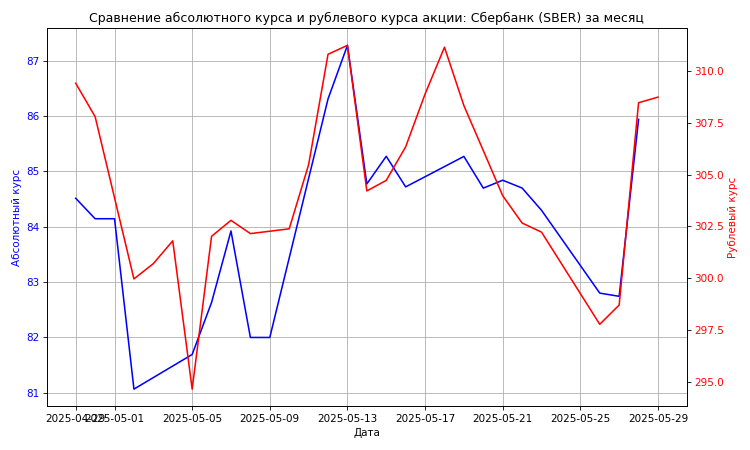 Сравнение абсолютного курса и рублевого курса акции: Сбербанк (SBER) за месяц
87
86
85
84
83
82
81
Абсолютный курс
310.0
307.5
305.0
302.5
300.0
297.5
295.0
Рублевый курс
2025-04-29 2025-05-01 2025-05-05 2025-05-09 2025-05-13 2025-05-17 2025-05-21 2025-05-25 2025-05-29
Дата